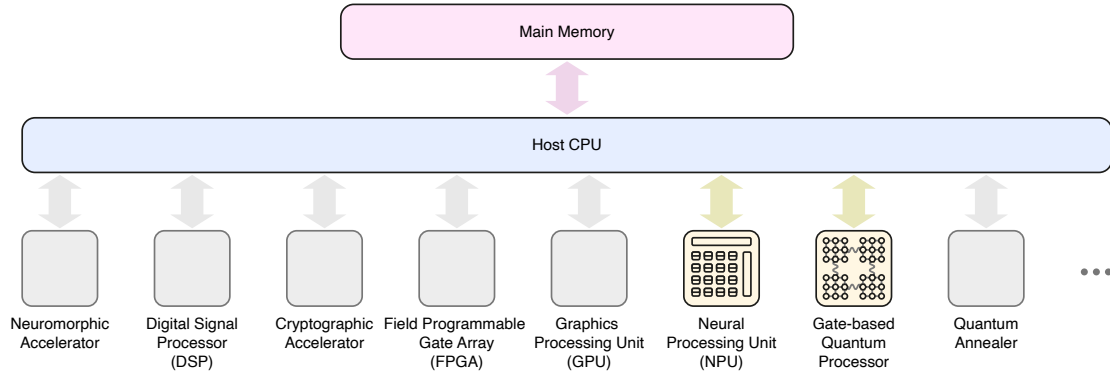 Main Memory
Host CPU
Neuromorphic
Accelerator
Digital Signal
Processor
(DSP)
Cryptographic
Accelerator
Field Programmable
Gate Array
(FPGA)
Graphics
Processing Unit
(GPU)
Neural
Processing Unit
(NPU)
Gate-based
Quantum
Processor
Quantum
Annealer
...